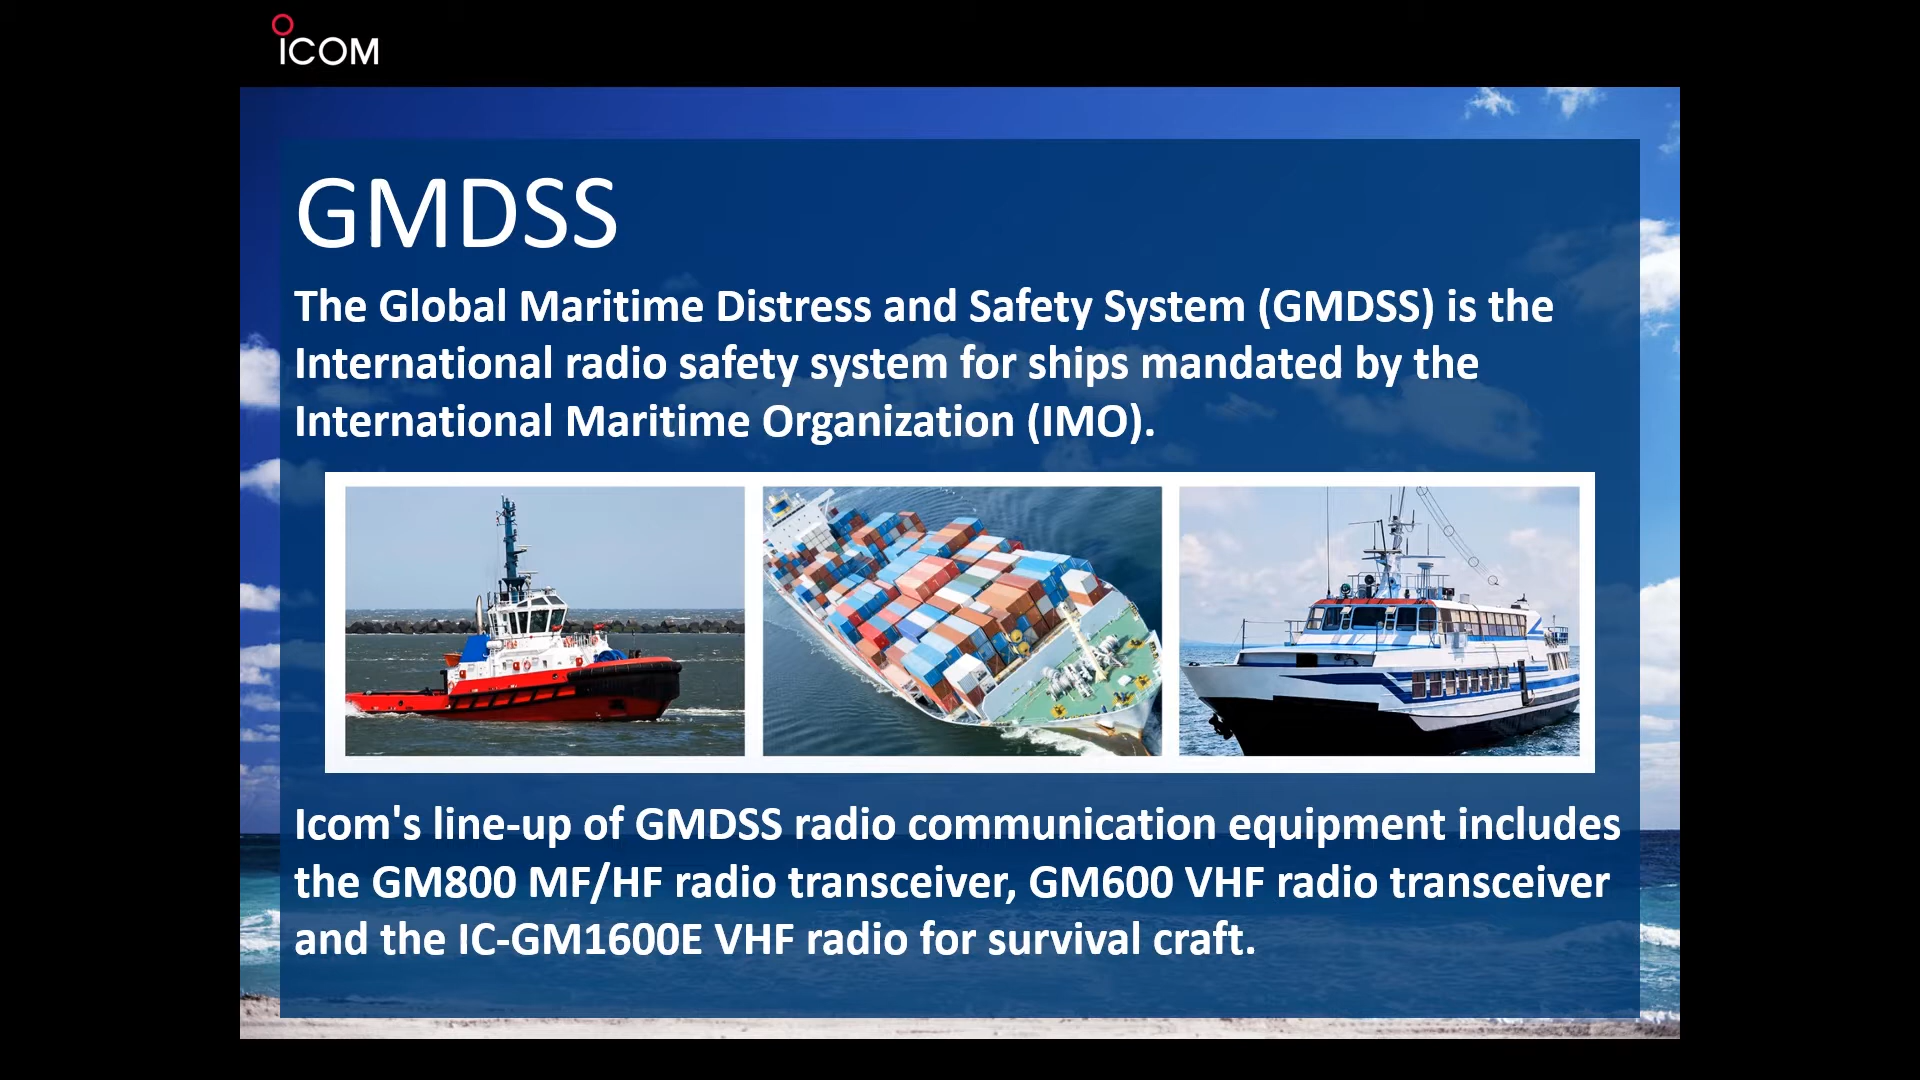 ICOM
GMDSS
The Global Maritime Distress and Safety System (GMDSS) is the
International radio safety system for ships mandated by the
International Maritime Organization (IMO).
Icom's line-up of GMDSS radio communication equipment includes
the GM800 MF/HF radio transceiver, GM600 VHF radio transceiver
and the IC-GM1600E VHF radio for survival craft.